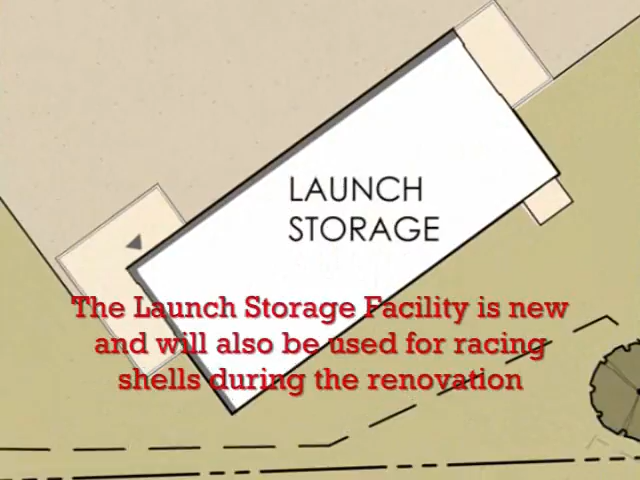 LAUNCH
STORAGE
The Launch Storage Facility is new
and will also be used for racing
shells during the renovation